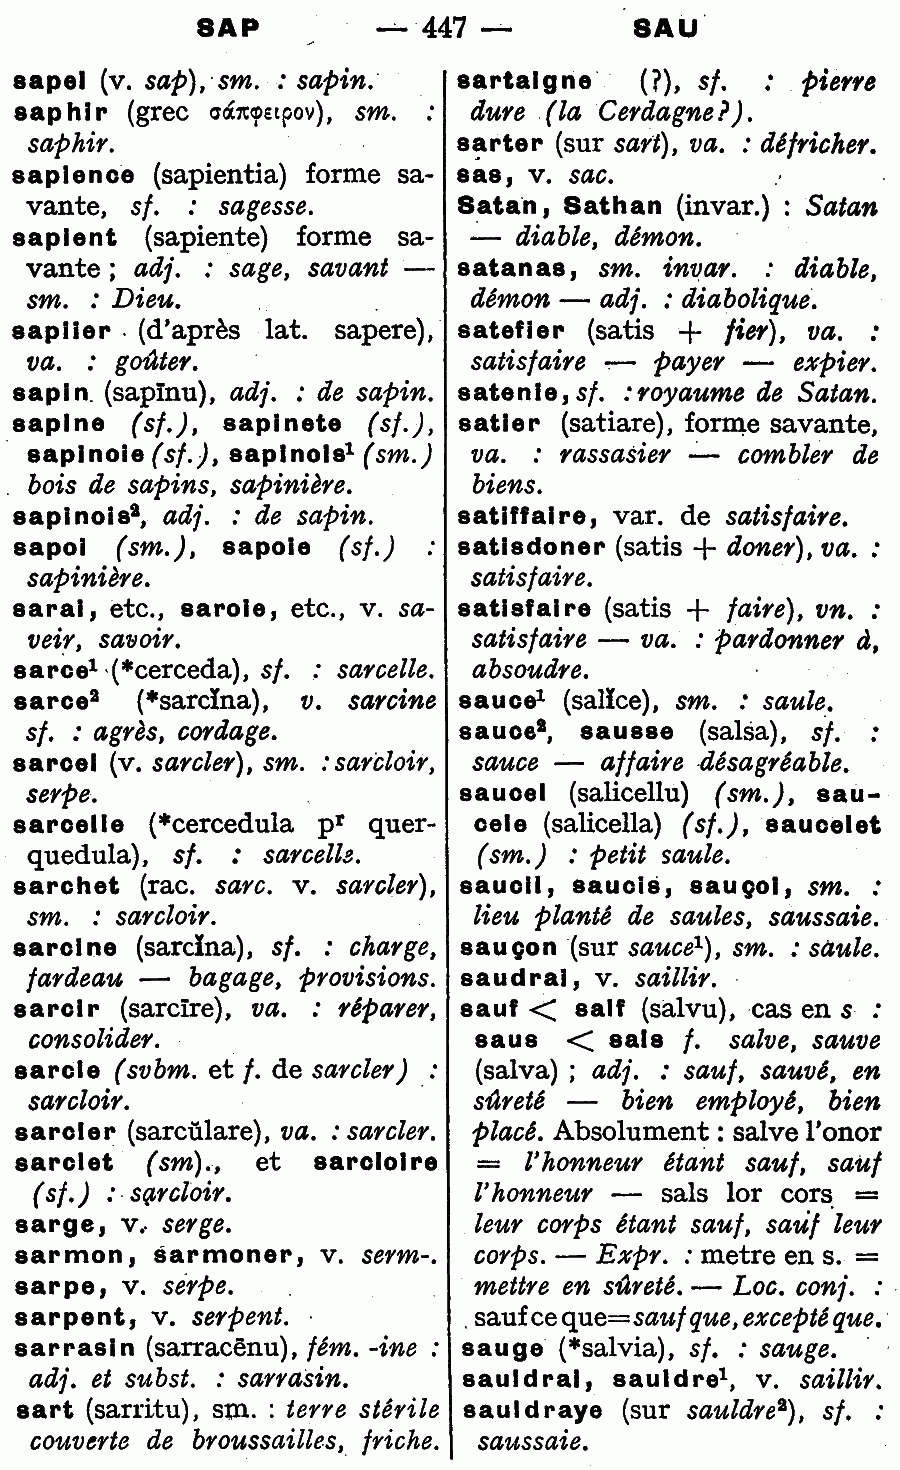 SAP — 447 — SAU
sapel (v. sap), sm. : sapin.
saphir (grec σάπφειρον), sm. :
saphir.
sapience (sapientia) forme sa-
vante, sf. : sagesse.
sapient (sapiente) forme sa-
vante ; adj. : sage, savant —
sm. : Dieu.
saplier (d'après lat. sapere),
va. : goûter.
sapin (sapīnu), adj. : de sapin.
sapine (sf.), sapinete (sf.),
sapinoie (sf.), sapinois¹ (sm.)
bois de sapins, sapinière.
sapinois², adj. : de sapin.
sapoi (sm.), sapoie (sf.) :
sapinière.
sarai, etc., saroie, etc., v. sa-
veir, savoir.
sarce¹ (*cerceda), sf. : sarcelle.
sarce² (*sarcĭna), v. sarcine
sf. : agrès, cordage.
sarcel (v. sarcler), sm. : sarcloir,
serpe.
sarcelle (*cercedula pʳ quer-
quedula), sf. : sarcelle.
sarchet (rac. sarc. v. sarcler),
sm. : sarcloir.
sarcine (sarcĭna), sf. : charge,
fardeau — bagage, provisions.
sarcir (sarcīre), va. : réparer,
consolider.
sarcle (svbm. et f. de sarcler) :
sarcloir.
sarcler (sarcŭlare), va. : sarcler.
sarclet (sm)., et sarcloire
(sf.) : sarcloir.
sarge, v. serge.
sarmon, sarmoner, v. serm-.
sarpe, v. serpe.
sarpent, v. serpent.
sarrasin (sarracēnu), fém. -ine :
adj. et subst. : sarrasin.
sart (sarritu), sm. : terre stérile
couverte de broussailles, friche.
sartaigne (?), sf. : pierre
dure (la Cerdagne?).
sarter (sur sart), va. : défricher.
sas, v. sac.
Satan, Sathan (invar.) : Satan
— diable, démon.
satanas, sm. invar. : diable,
démon — adj. : diabolique.
satefier (satis + fier), va. :
satisfaire — payer — expier.
satenie, sf. : royaume de Satan.
satier (satiare), forme savante,
va. : rassasier — combler de
biens.
satiffaire, var. de satisfaire.
satisdoner (satis + doner), va. :
satisfaire.
satisfaire (satis + faire), vn. :
satisfaire — va. : pardonner à,
absoudre.
sauce¹ (salĭce), sm. : saule.
sauce², sausse (salsa), sf. :
sauce — affaire désagréable.
saucel (salicellu) (sm.), sau-
cele (salicella) (sf.), saucelet
(sm.) : petit saule.
saucil, saucis, sauçoi, sm. :
lieu planté de saules, saussaie.
sauçon (sur sauce¹), sm. : saule.
saudrai, v. saillir.
sauf < salf (salvu), cas en s :
saus < sals f. salve, sauve
(salva) ; adj. : sauf, sauvé, en
sûreté — bien employé, bien
placé. Absolument : salve l'onor
= l'honneur étant sauf, sauf
l'honneur — sals lor cors =
leur corps étant sauf, sauf leur
corps. — Expr. : metre en s. =
mettre en sûreté. — Loc. conj. :
sauf ce que = sauf que, excepté que.
sauge (*salvia), sf. : sauge.
sauldrai, sauldre¹, v. saillir.
sauldraye (sur sauldre²), sf. :
saussaie.